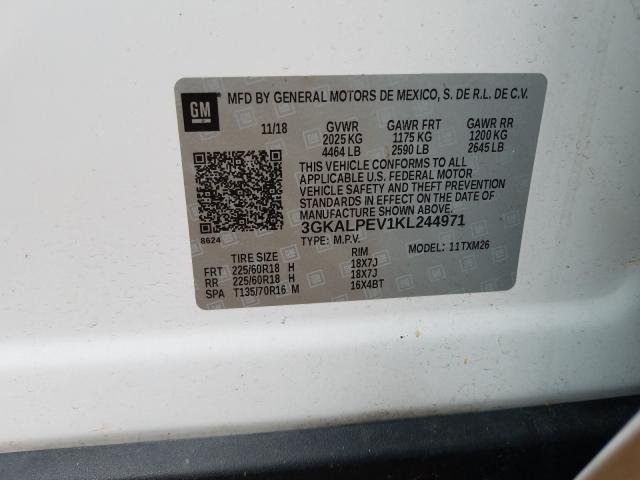 GM
MFD BY GENERAL MOTORS DE MEXICO, S. DE R.L. DE C.V.
11/18 GVWR GAWR FRT GAWR RR
2025 KG 1175 KG 1200 KG
4464 LB 2590 LB 2645 LB
THIS VEHICLE CONFORMS TO ALL
APPLICABLE U.S. FEDERAL MOTOR
VEHICLE SAFETY AND THEFT PREVENTION
STANDARDS IN EFFECT ON THE DATE OF
MANUFACTURE SHOWN ABOVE.
8624 3GKALPEV1KL244971
TYPE: M.P.V. MODEL: 11TXM26
TIRE SIZE RIM
FRT 225/60R18 H 18X7J
RR 225/60R18 H 18X7J
SPA T135/70R16 M 16X4BT